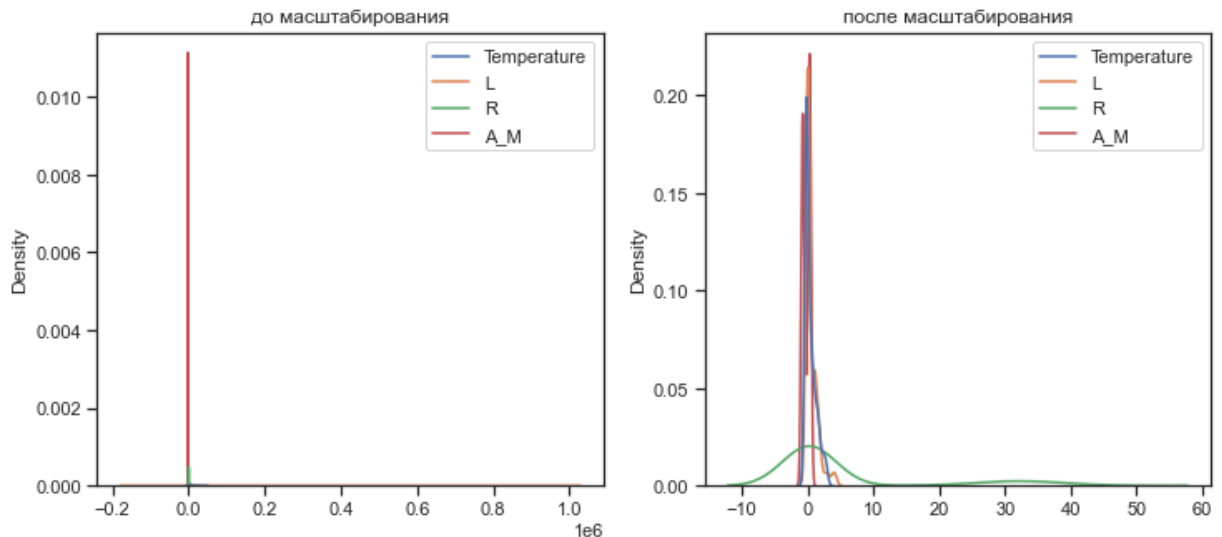 до масштабирования
Density
0.010
0.008
0.006
0.004
0.002
0.000
−0.2
0.0
0.2
0.4
0.6
0.8
1.0
1e6
Temperature
L
R
A_M
после масштабирования
Density
0.20
0.15
0.10
0.05
0.00
−10
0
10
20
30
40
50
60
Temperature
L
R
A_M